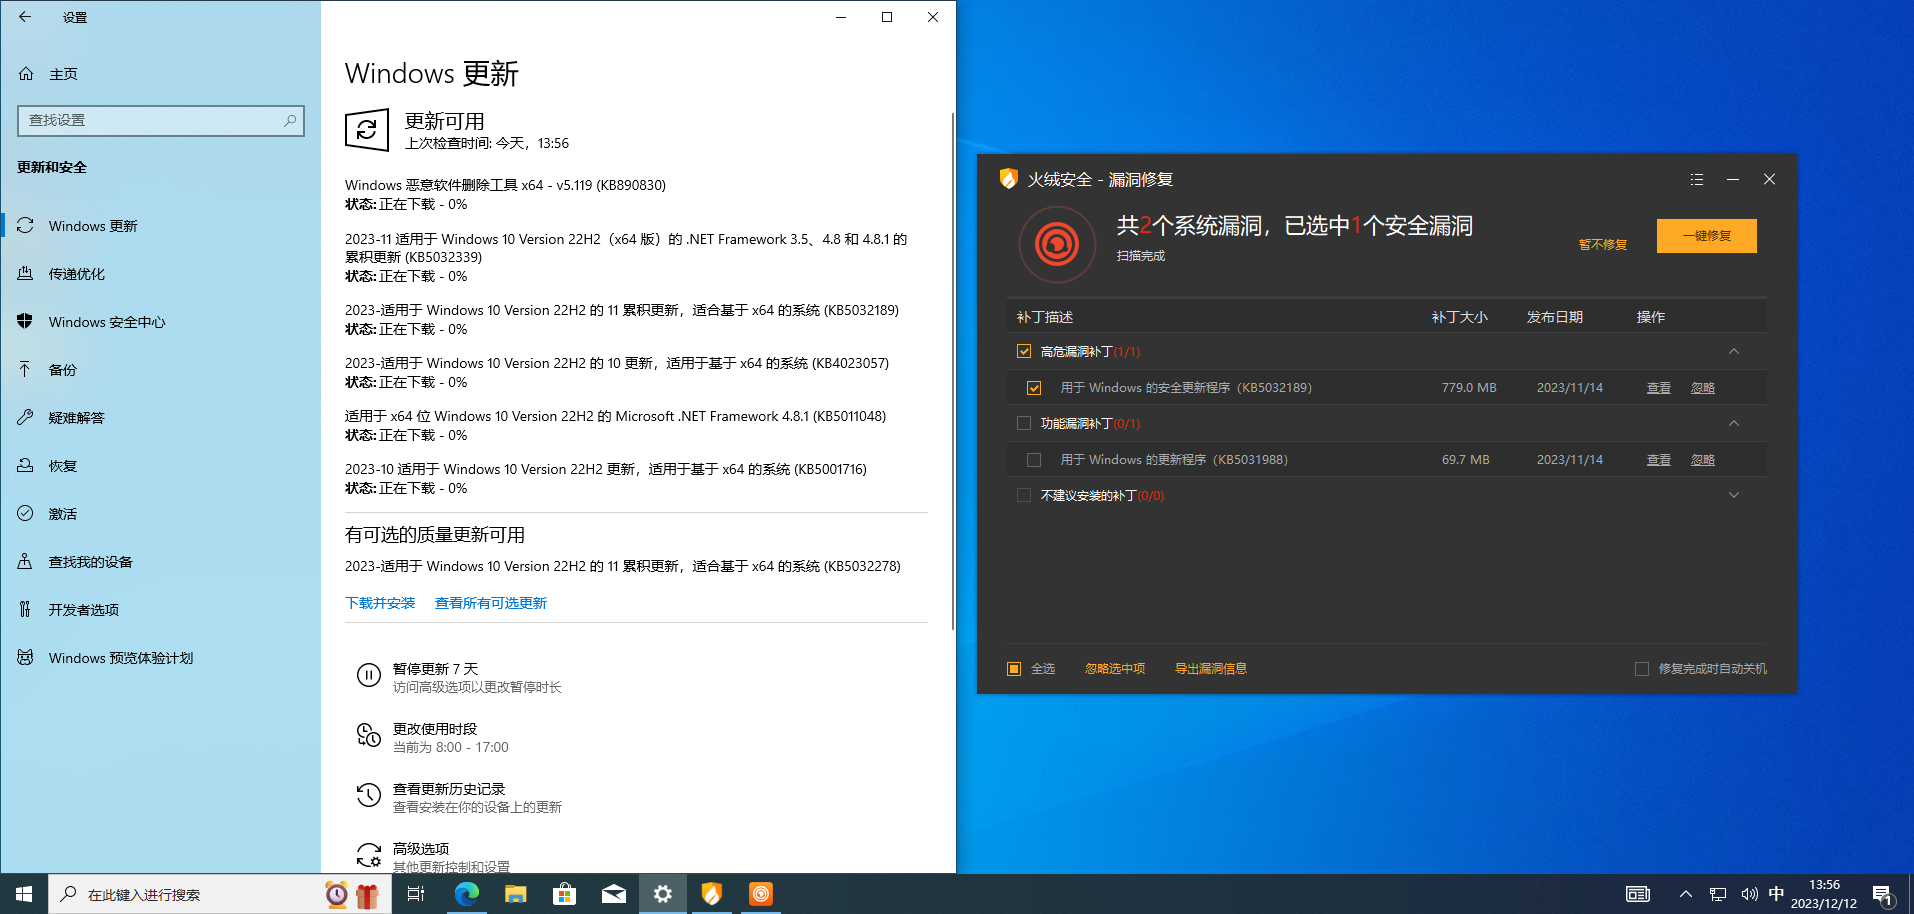 设置
主页
查找设置
更新和安全
Windows 更新
传递优化
Windows 安全中心
备份
疑难解答
恢复
激活
查找我的设备
开发者选项
Windows 预览体验计划
Windows 更新
更新可用
上次检查时间: 今天，13:56
Windows 恶意软件删除工具 x64 - v5.119 (KB890830)
状态: 正在下载 - 0%
2023-11 适用于 Windows 10 Version 22H2（x64 版）的 .NET Framework 3.5、4.8 和 4.8.1 的
累积更新 (KB5032339)
状态: 正在下载 - 0%
2023-适用于 Windows 10 Version 22H2 的 11 累积更新，适合基于 x64 的系统 (KB5032189)
状态: 正在下载 - 0%
2023-适用于 Windows 10 Version 22H2 的 10 更新，适用于基于 x64 的系统 (KB4023057)
状态: 正在下载 - 0%
适用于 x64 位 Windows 10 Version 22H2 的 Microsoft .NET Framework 4.8.1 (KB5011048)
状态: 正在下载 - 0%
2023-10 适用于 Windows 10 Version 22H2 更新，适用于基于 x64 的系统 (KB5001716)
状态: 正在下载 - 0%
有可选的质量更新可用
2023-适用于 Windows 10 Version 22H2 的 11 累积更新，适合基于 x64 的系统 (KB5032278)
下载并安装 查看所有可选更新
暂停更新 7 天
访问高级选项以更改暂停时长
更改使用时段
当前为 8:00 - 17:00
查看更新历史记录
查看安装在你的设备上的更新
高级选项
其他更新控制和设置
火绒安全 - 漏洞修复
共2个系统漏洞，已选中1个安全漏洞
扫描完成
暂不修复 一键修复
补丁描述 补丁大小 发布日期 操作
高危漏洞补丁(1/1)
用于 Windows 的安全更新程序（KB5032189） 779.0 MB 2023/11/14 查看 忽略
功能漏洞补丁(0/1)
用于 Windows 的更新程序（KB5031988） 69.7 MB 2023/11/14 查看 忽略
不建议安装的补丁(0/0)
全选 忽略选中项 导出漏洞信息 修复完成时自动关机
在此键入进行搜索
中
13:56
2023/12/12
1